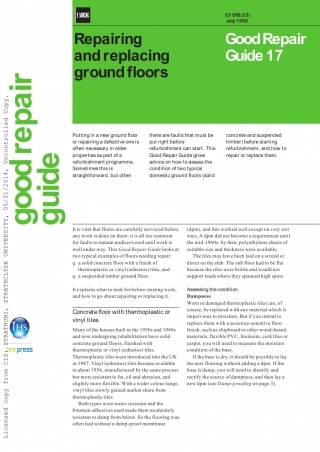 BRE
CI SfB (23)
July 1998
Repairing
and replacing
ground floors
Good Repair
Guide 17
good repair
guide
Licensed copy from CIS: STRATHUNI, STRATHCLYDE UNIVERSITY, 05/01/2014, Uncontrolled Copy.
IHS
press
Putting in a new ground floor
or repairing a defective one is
often necessary in older
properties as part of a
refurbishment programme.
Sometimes this is
straightforward, but often
there are faults that must be
put right before
refurbishment can start. This
Good Repair Guide gives
advice on how to assess the
condition of two typical
domestic ground floors (solid
concrete and suspended
timber) before starting
refurbishment, and how to
repair or replace them.
It is vital that floors are carefully surveyed before
any work is done on them; it is all too common
for faults to remain undiscovered until work is
well under way. This Good Repair Guide looks at
two typical examples of floors needing repair:
q a solid concrete floor with a finish of
thermoplastic or vinyl (asbestos) tiles, and
q a suspended timber ground floor.
It explains what to look for before starting work,
and how to go about repairing or replacing it.
Concrete floor with thermoplastic or
vinyl tiles
Many of the houses built in the 1950s and 1960s
and now undergoing rehabilitation have solid
concrete ground floors, finished with
thermoplastic or vinyl (asbestos) tiles.
Thermoplastic tiles were introduced into the UK
in 1947. Vinyl (asbestos) tiles became available
in about 1954, manufactured by the same process
but more resistant to fat, oil and abrasion, and
slightly more flexible. With a wider colour range,
vinyl tiles slowly gained market share from
thermoplastic tiles.
Both types were water-resistant and the
bitumen adhesives used made them moderately
resistant to damp from below. So the flooring was
often laid without a damp-proof membrane
(dpm), and this worked well except on very wet
sites. A dpm did not become a requirement until
the mid-1960s; by then, polyethylene sheets of
suitable size and thickness were available.
The tiles may have been laid on a screed or
direct on the slab. The sub floor had to be flat
because the tiles were brittle and would not
support loads where they spanned high spots.
Assessing the condition
Dampness
Worn or damaged thermoplastic tiles can, of
course, be replaced with any material which is
impervious to moisture. But if you intend to
replace them with a moisture-sensitive floor
finish, such as chipboard or other wood-based
materials, flexible PVC, linoleum, cork tiles or
carpet, you will need to measure the moisture
condition of the base.
If the base is dry, it should be possible to lay
the new flooring without adding a dpm. If the
base is damp, you will need to identify and
rectify the source of dampness, and then lay a
new dpm (see Damp proofing on page 3).